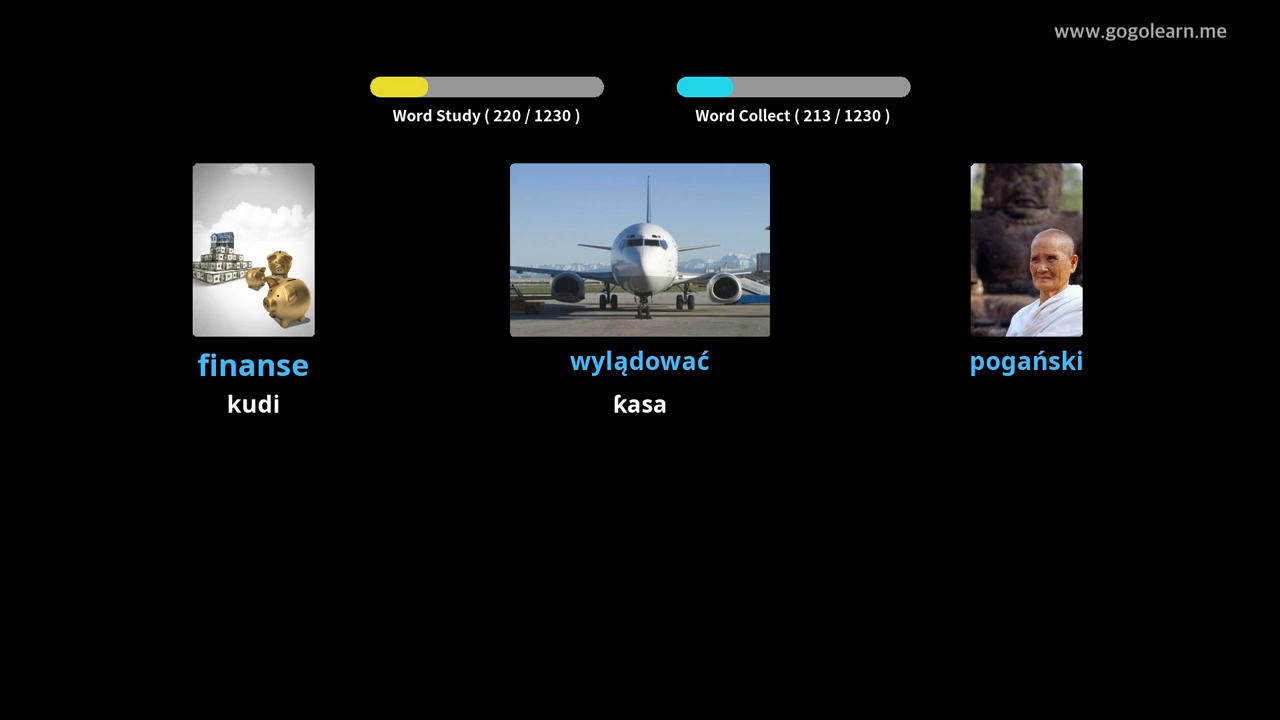 www.gogolearn.me
Word Study ( 220 / 1230 )
Word Collect ( 213 / 1230 )
finanse
wylądować
pogański
kudi
ƙasa